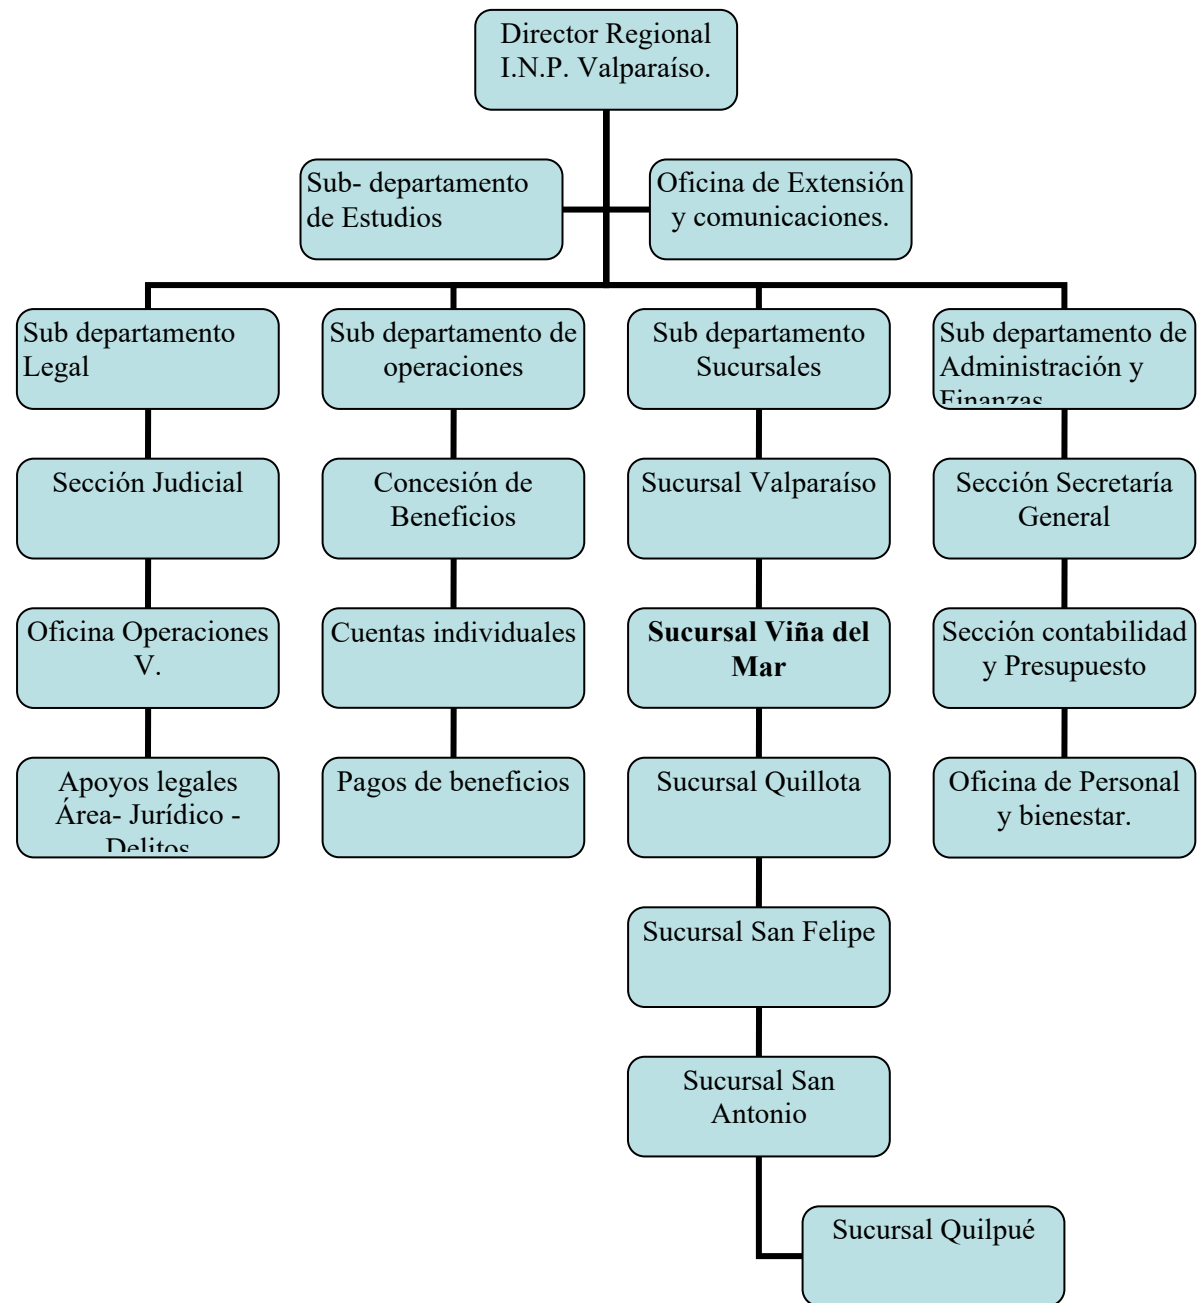 Director Regional
I.N.P. Valparaíso.
Sub- departamento
de Estudios
Oficina de Extensión
y comunicaciones.
Sub departamento
Legal
Sub departamento de
operaciones
Sub departamento
Sucursales
Sub departamento de
Administración y
Finanzas
Sección Judicial
Concesión de
Beneficios
Sucursal Valparaíso
Sección Secretaría
General
Oficina Operaciones
V.
Cuentas individuales
Sucursal Viña del
Mar
Sección contabilidad
y Presupuesto
Apoyos legales
Área- Jurídico -
Delitos
Pagos de beneficios
Sucursal Quillota
Oficina de Personal
y bienestar.
Sucursal San Felipe
Sucursal San
Antonio
Sucursal Quilpué